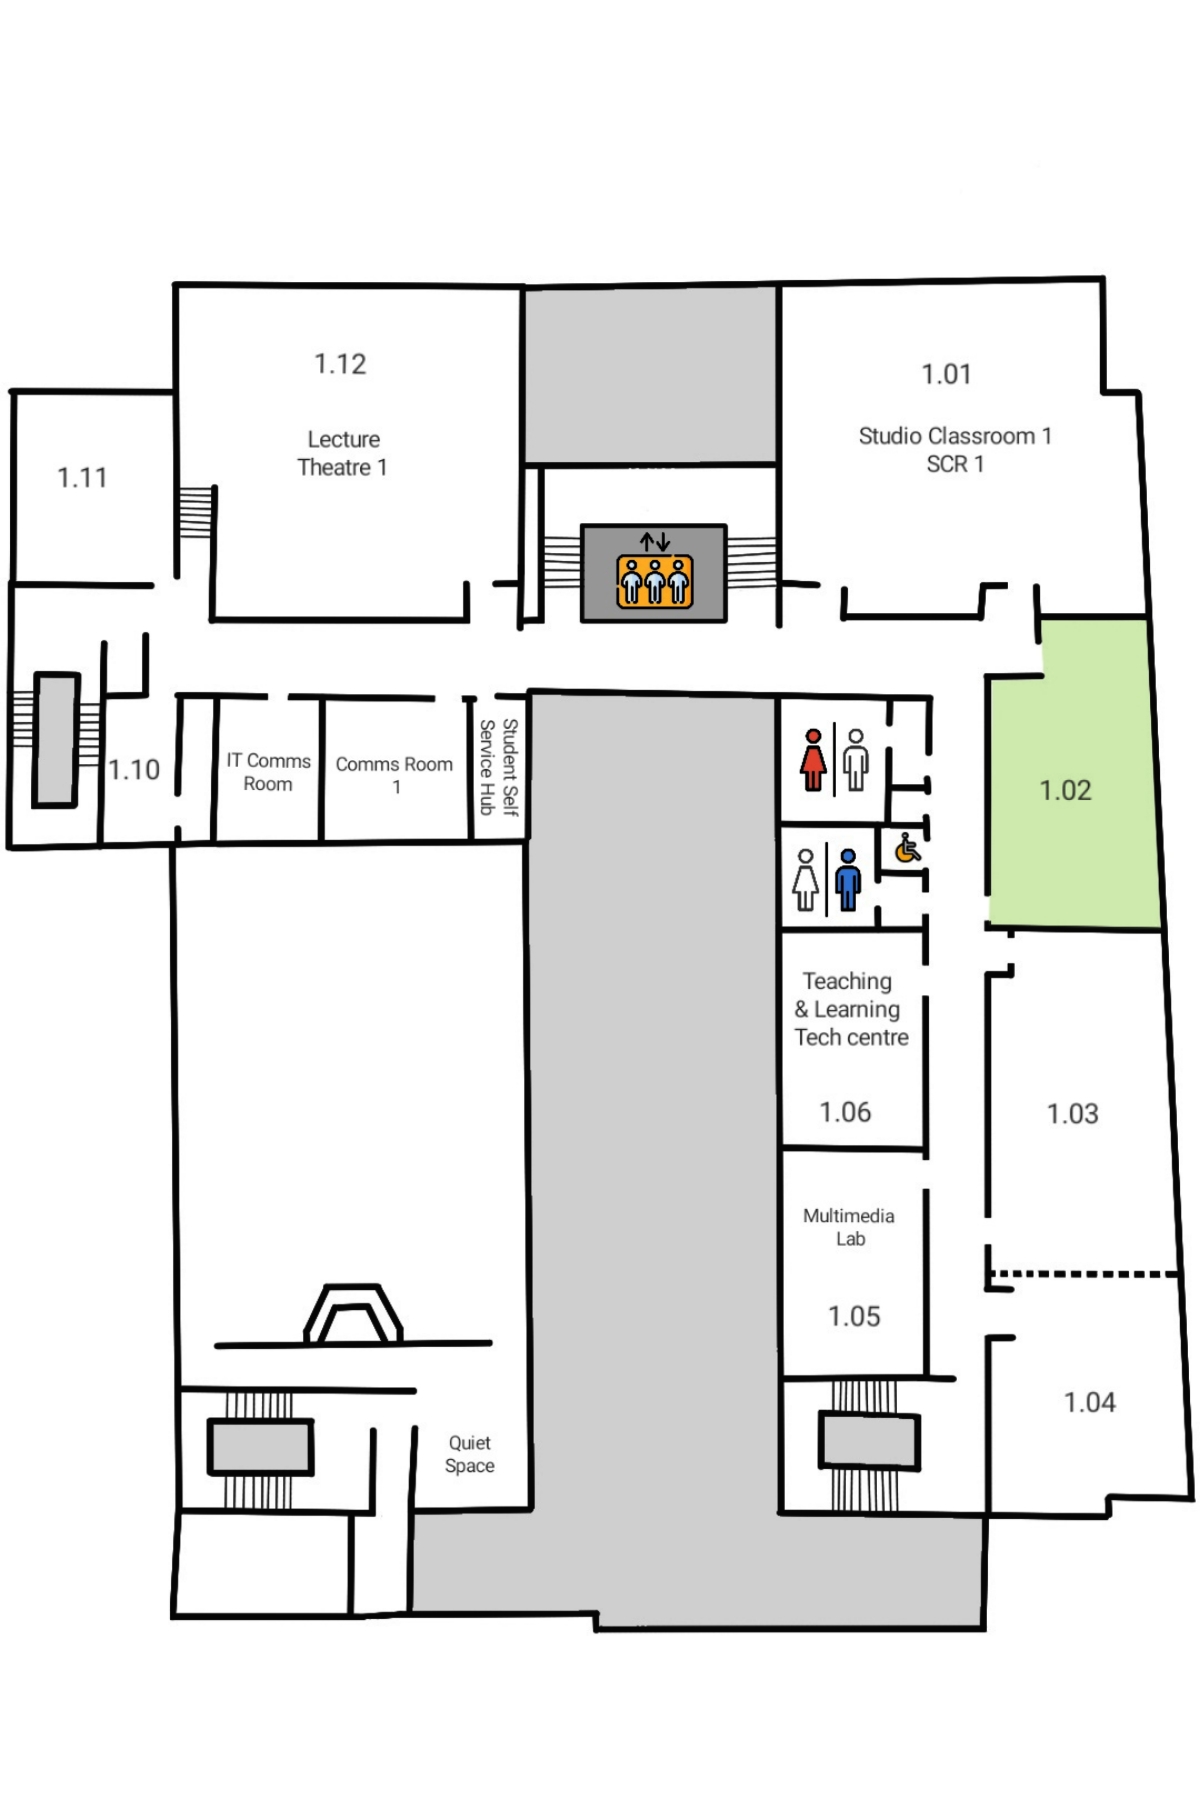 1.12
Lecture
Theatre 1
1.01
Studio Classroom 1
SCR 1
1.11
1.10
IT Comms
Room
Comms Room
1
Student Self
Service Hub
1.02
Teaching
& Learning
Tech centre
1.06
1.03
Multimedia
Lab
1.05
1.04
Quiet
Space